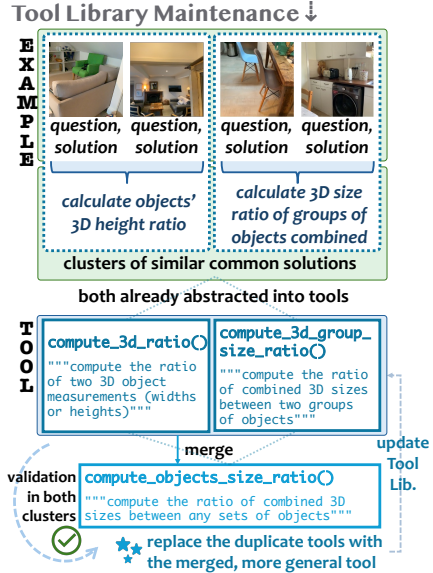 Tool Library Maintenance ↓
EXAMPLE
question, solution
question, solution
question, solution
question, solution
calculate objects'
3D height ratio
calculate 3D size
ratio of groups of
objects combined
clusters of similar common solutions
both already abstracted into tools
TOOL
compute_3d_ratio()
"""compute the ratio
of two 3D object
measurements (widths
or heights)"""
compute_3d_group_
size_ratio()
"""compute the ratio
of combined 3D sizes
between two groups
of objects"""
merge
update
Tool
Lib.
validation
in both
clusters
compute_objects_size_ratio()
"""compute the ratio of combined 3D
sizes between any sets of objects"""
replace the duplicate tools with
the merged, more general tool